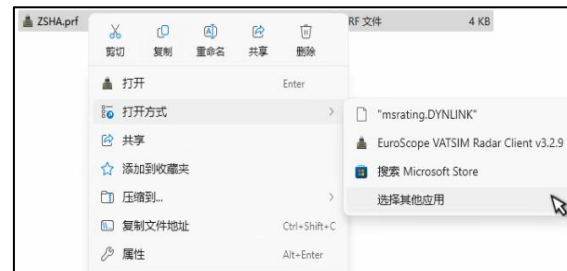 ZSHA.prf RF 文件 4 KB
剪切 复制 重命名 共享 删除
打开 Enter
打开方式
共享
添加到收藏夹
压缩到...
复制文件地址 Ctrl+Shift+C
属性 Alt+Enter
"msrating.DYNLINK"
EuroScope VATSIM Radar Client v3.2.9
搜索 Microsoft Store
选择其他应用